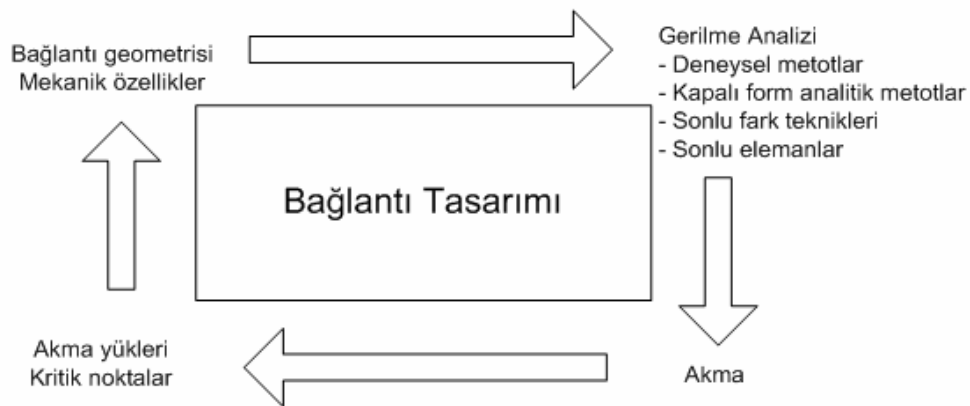 Bağlantı geometrisi
Mekanik özellikler
Gerilme Analizi
- Deneysel metotlar
- Kapalı form analitik metotlar
- Sonlu fark teknikleri
- Sonlu elemanlar
Bağlantı Tasarımı
Akma yükleri
Kritik noktalar
Akma